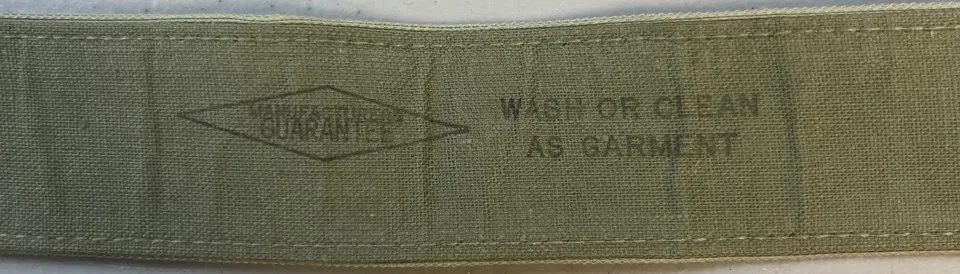 MANUFACTURERS
GUARANTEE
WASH OR CLEAN
AS GARMENT